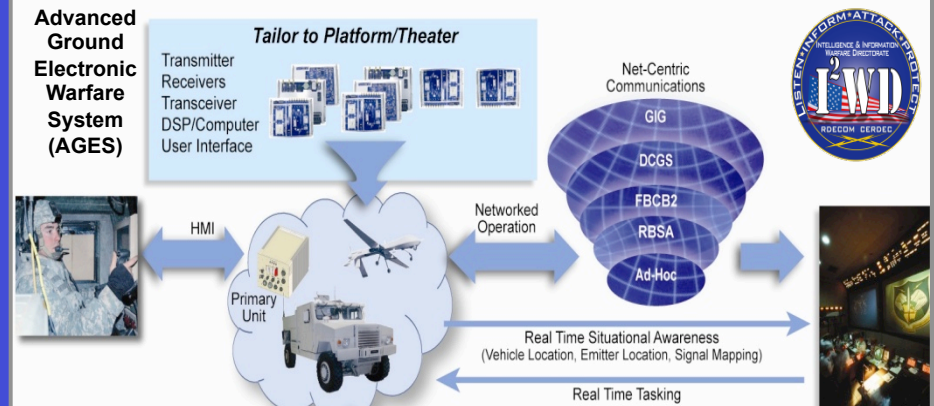 Advanced
Ground
Electronic
Warfare
System
(AGES)
Tailor to Platform/Theater
Transmitter
Receivers
Transceiver
DSP/Computer
User Interface
Net-Centric
Communications
GIG
DCGS
FBCB2
RBSA
Ad-Hoc
LISTEN★INFORM★ATTACK★PROTECT
INTELLIGENCE & INFORMATION
WARFARE DIRECTORATE
I2WD
RDECOM CERDEC
HMI
Primary
Unit
Networked
Operation
Real Time Situational Awareness
(Vehicle Location, Emitter Location, Signal Mapping)
Real Time Tasking